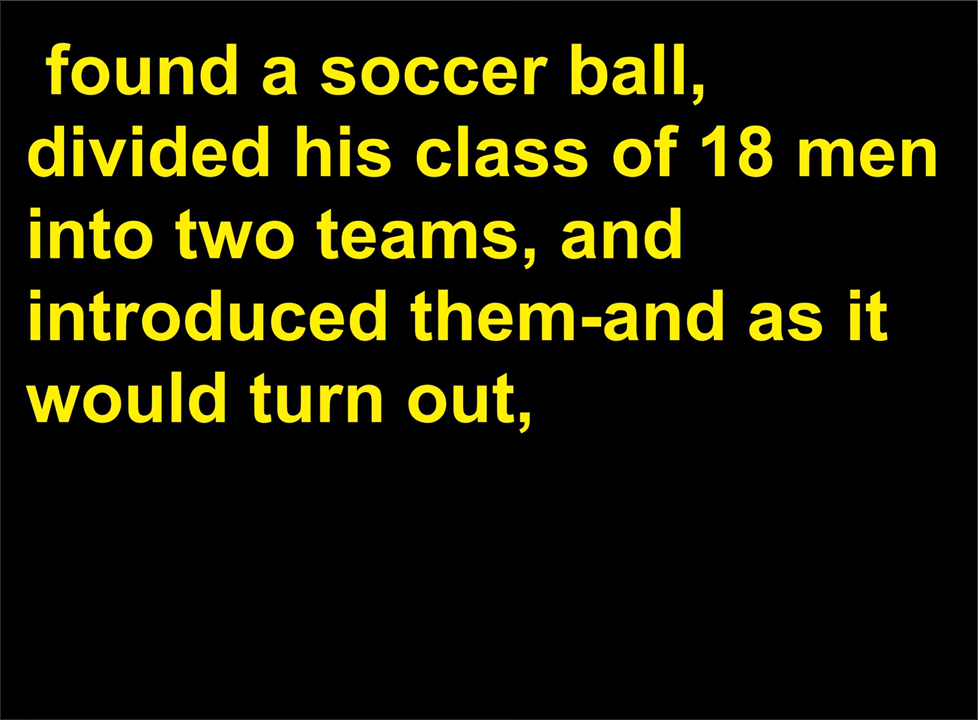 found a soccer ball,
divided his class of 18 men
into two teams, and
introduced them-and as it
would turn out,